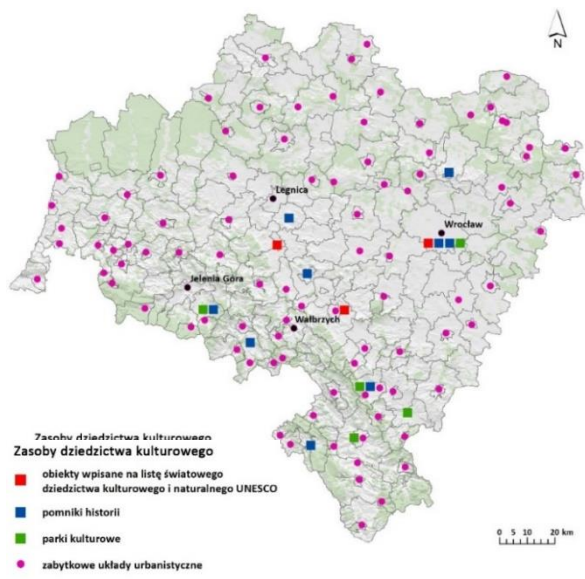 N
Legnica
Wrocław
Jelenia Góra
Wałbrzych
Zasoby dziedzictwa kulturowego
Zasoby dziedzictwa kulturowego
obiekty wpisane na listę światowego
dziedzictwa kulturowego i naturalnego UNESCO
pomniki historii
parki kulturowe
zabytkowe układy urbanistyczne
0 5 10 20 km